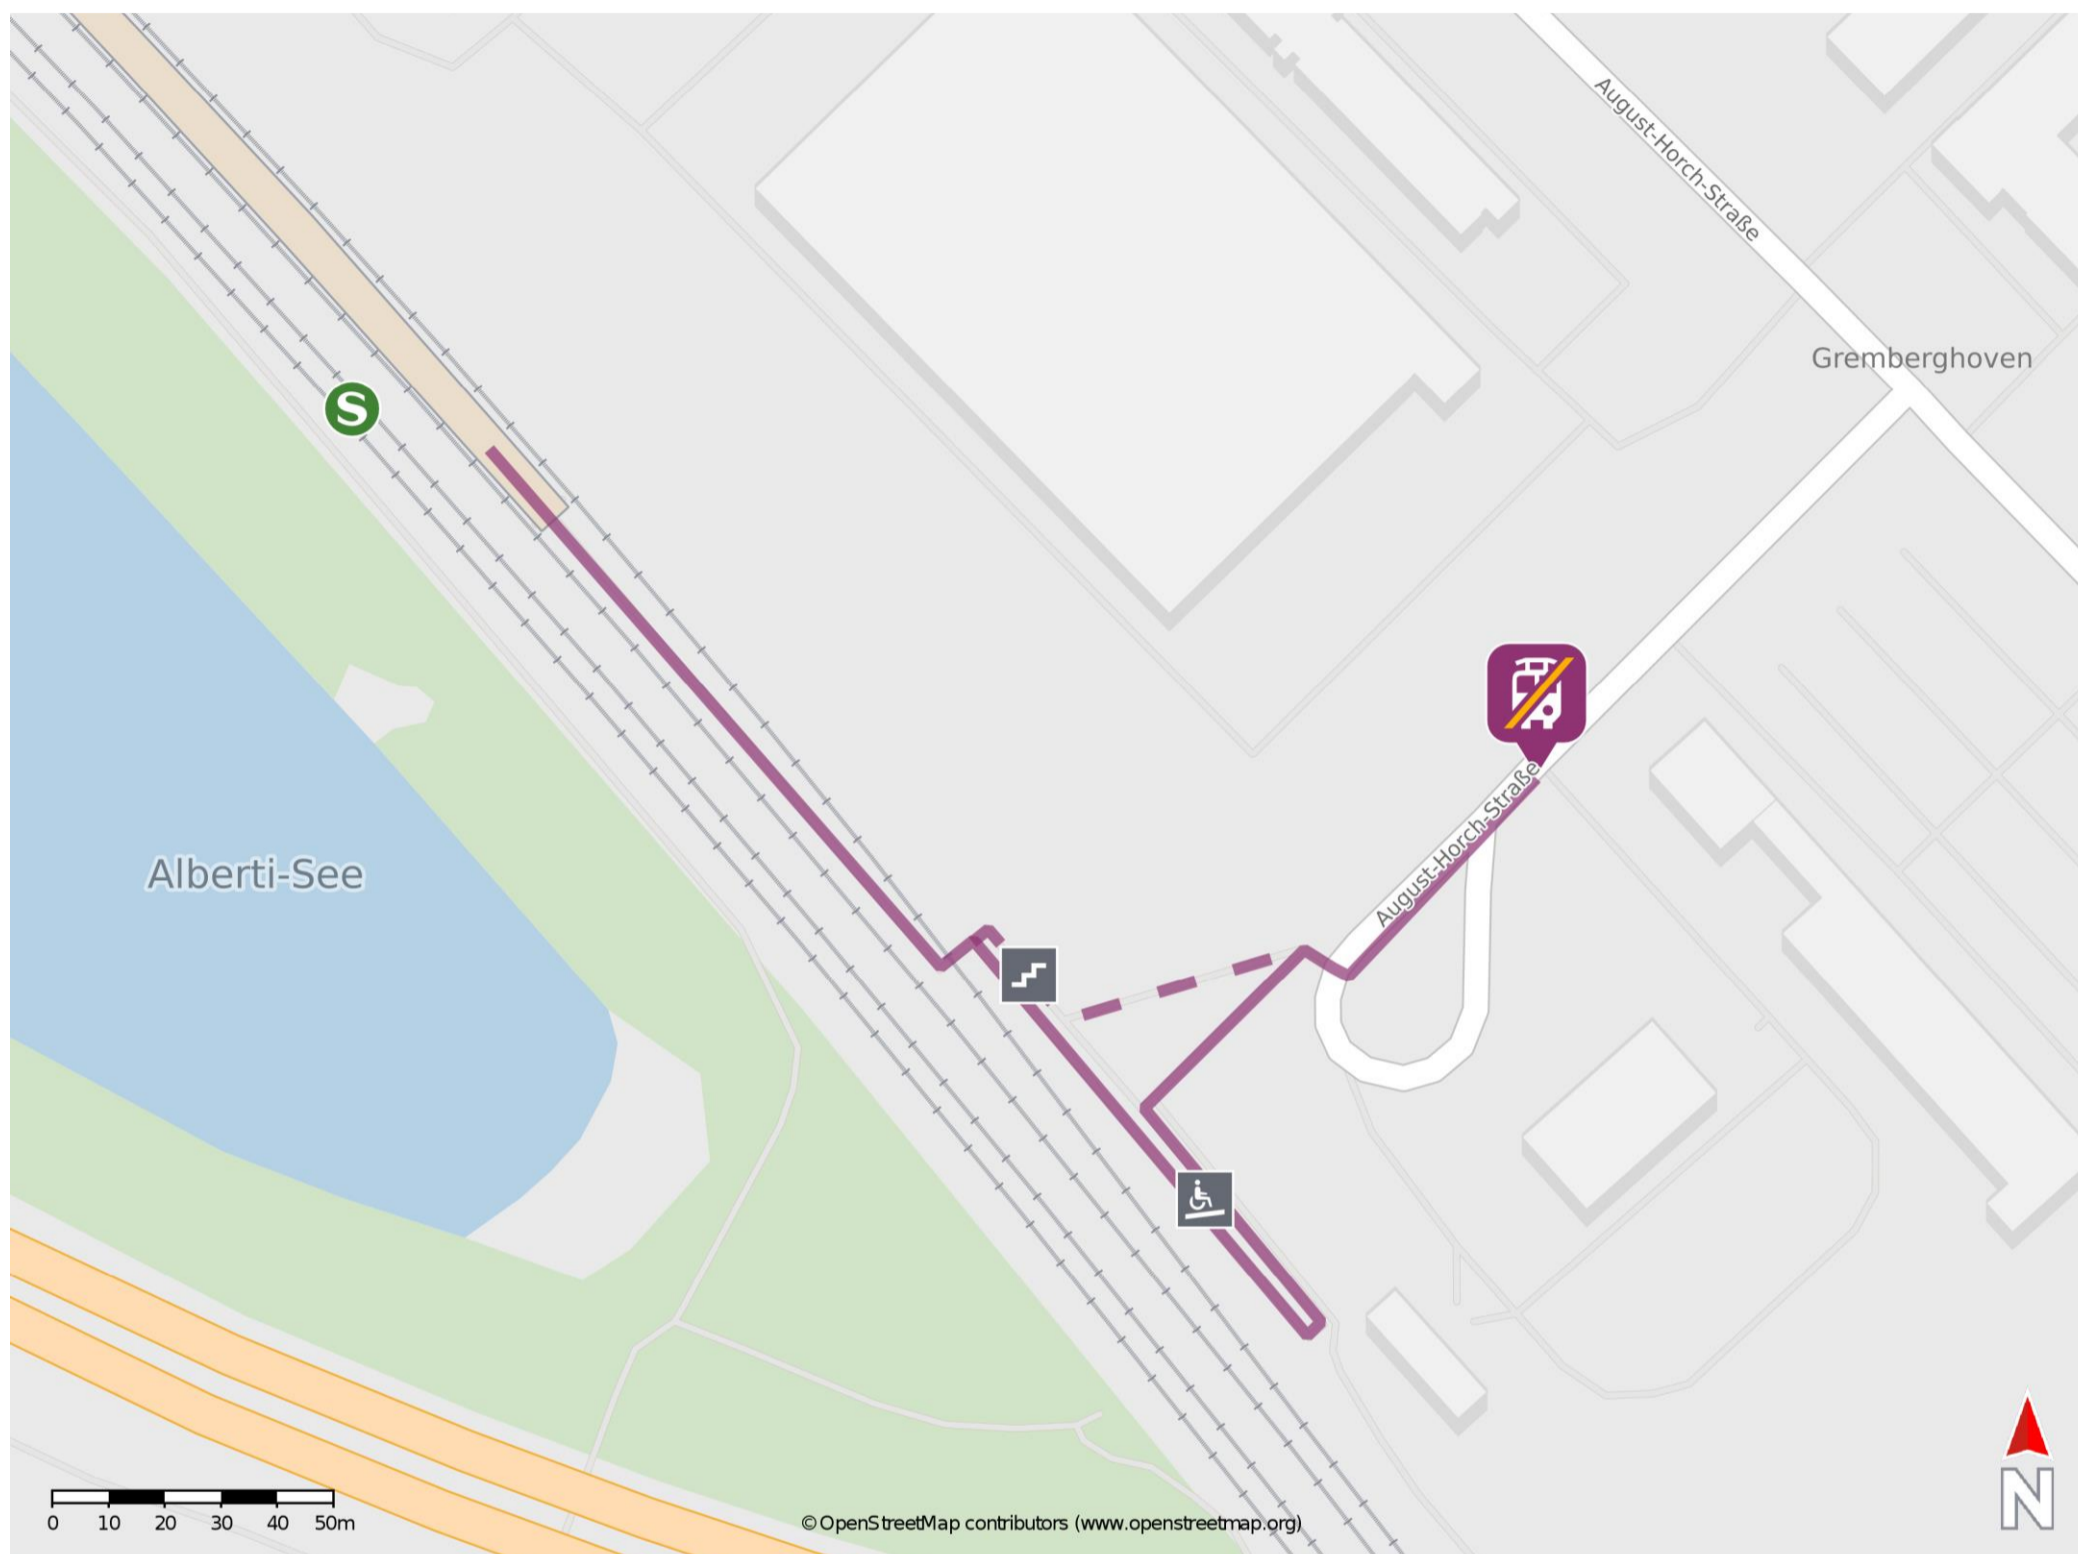 August-Horch-Straße
Gremberghoven
S
August-Horch-Straße
Alberti-See
0 10 20 30 40 50m
© OpenStreetMap contributors (www.openstreetmap.org)
N